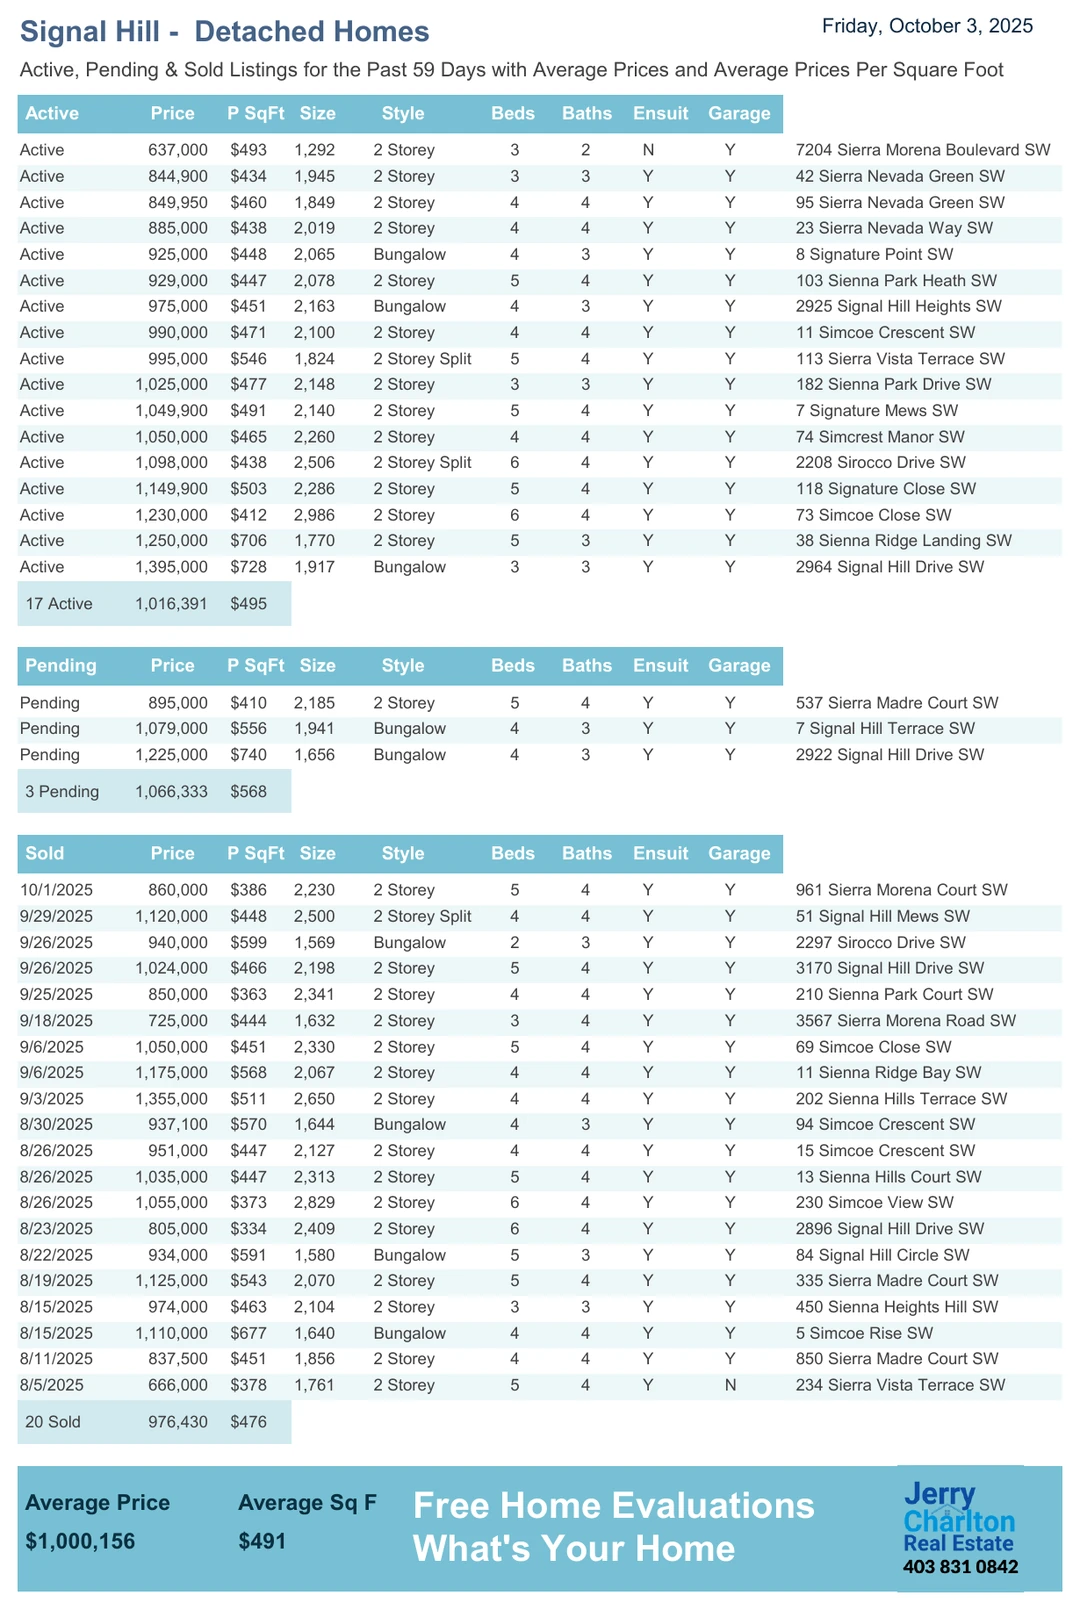 Signal Hill -  Detached Homes
Friday, October 3, 2025
Active, Pending & Sold Listings for the Past 59 Days with Average Prices and Average Prices Per Square Foot
Active Price P SqFt Size Style Beds Baths Ensuit Garage
Active 637,000 $493 1,292 2 Storey 3 2 N Y 7204 Sierra Morena Boulevard SW
Active 844,900 $434 1,945 2 Storey 3 3 Y Y 42 Sierra Nevada Green SW
Active 849,950 $460 1,849 2 Storey 4 4 Y Y 95 Sierra Nevada Green SW
Active 885,000 $438 2,019 2 Storey 4 4 Y Y 23 Sierra Nevada Way SW
Active 925,000 $448 2,065 Bungalow 4 3 Y Y 8 Signature Point SW
Active 929,000 $447 2,078 2 Storey 5 4 Y Y 103 Sienna Park Heath SW
Active 975,000 $451 2,163 Bungalow 4 3 Y Y 2925 Signal Hill Heights SW
Active 990,000 $471 2,100 2 Storey 4 4 Y Y 11 Simcoe Crescent SW
Active 995,000 $546 1,824 2 Storey Split 5 4 Y Y 113 Sierra Vista Terrace SW
Active 1,025,000 $477 2,148 2 Storey 3 3 Y Y 182 Sienna Park Drive SW
Active 1,049,900 $491 2,140 2 Storey 5 4 Y Y 7 Signature Mews SW
Active 1,050,000 $465 2,260 2 Storey 4 4 Y Y 74 Simcrest Manor SW
Active 1,098,000 $438 2,506 2 Storey Split 6 4 Y Y 2208 Sirocco Drive SW
Active 1,149,900 $503 2,286 2 Storey 5 4 Y Y 118 Signature Close SW
Active 1,230,000 $412 2,986 2 Storey 6 4 Y Y 73 Simcoe Close SW
Active 1,250,000 $706 1,770 2 Storey 5 3 Y Y 38 Sienna Ridge Landing SW
Active 1,395,000 $728 1,917 Bungalow 3 3 Y Y 2964 Signal Hill Drive SW
17 Active 1,016,391 $495
Pending Price P SqFt Size Style Beds Baths Ensuit Garage
Pending 895,000 $410 2,185 2 Storey 5 4 Y Y 537 Sierra Madre Court SW
Pending 1,079,000 $556 1,941 Bungalow 4 3 Y Y 7 Signal Hill Terrace SW
Pending 1,225,000 $740 1,656 Bungalow 4 3 Y Y 2922 Signal Hill Drive SW
3 Pending 1,066,333 $568
Sold Price P SqFt Size Style Beds Baths Ensuit Garage
10/1/2025 860,000 $386 2,230 2 Storey 5 4 Y Y 961 Sierra Morena Court SW
9/29/2025 1,120,000 $448 2,500 2 Storey Split 4 4 Y Y 51 Signal Hill Mews SW
9/26/2025 940,000 $599 1,569 Bungalow 2 3 Y Y 2297 Sirocco Drive SW
9/26/2025 1,024,000 $466 2,198 2 Storey 5 4 Y Y 3170 Signal Hill Drive SW
9/25/2025 850,000 $363 2,341 2 Storey 4 4 Y Y 210 Sienna Park Court SW
9/18/2025 725,000 $444 1,632 2 Storey 3 4 Y Y 3567 Sierra Morena Road SW
9/6/2025 1,050,000 $451 2,330 2 Storey 5 4 Y Y 69 Simcoe Close SW
9/6/2025 1,175,000 $568 2,067 2 Storey 4 4 Y Y 11 Sienna Ridge Bay SW
9/3/2025 1,355,000 $511 2,650 2 Storey 4 4 Y Y 202 Sienna Hills Terrace SW
8/30/2025 937,100 $570 1,644 Bungalow 4 3 Y Y 94 Simcoe Crescent SW
8/26/2025 951,000 $447 2,127 2 Storey 4 4 Y Y 15 Simcoe Crescent SW
8/26/2025 1,035,000 $447 2,313 2 Storey 5 4 Y Y 13 Sienna Hills Court SW
8/26/2025 1,055,000 $373 2,829 2 Storey 6 4 Y Y 230 Simcoe View SW
8/23/2025 805,000 $334 2,409 2 Storey 6 4 Y Y 2896 Signal Hill Drive SW
8/22/2025 934,000 $591 1,580 Bungalow 5 3 Y Y 84 Signal Hill Circle SW
8/19/2025 1,125,000 $543 2,070 2 Storey 5 4 Y Y 335 Sierra Madre Court SW
8/15/2025 974,000 $463 2,104 2 Storey 3 3 Y Y 450 Sienna Heights Hill SW
8/15/2025 1,110,000 $677 1,640 Bungalow 4 4 Y Y 5 Simcoe Rise SW
8/11/2025 837,500 $451 1,856 2 Storey 4 4 Y Y 850 Sierra Madre Court SW
8/5/2025 666,000 $378 1,761 2 Storey 5 4 Y N 234 Sierra Vista Terrace SW
20 Sold 976,430 $476
Average Price Average Sq F
$1,000,156 $491
Free Home Evaluations
What's Your Home
Jerry
Charlton
Real Estate
403 831 0842